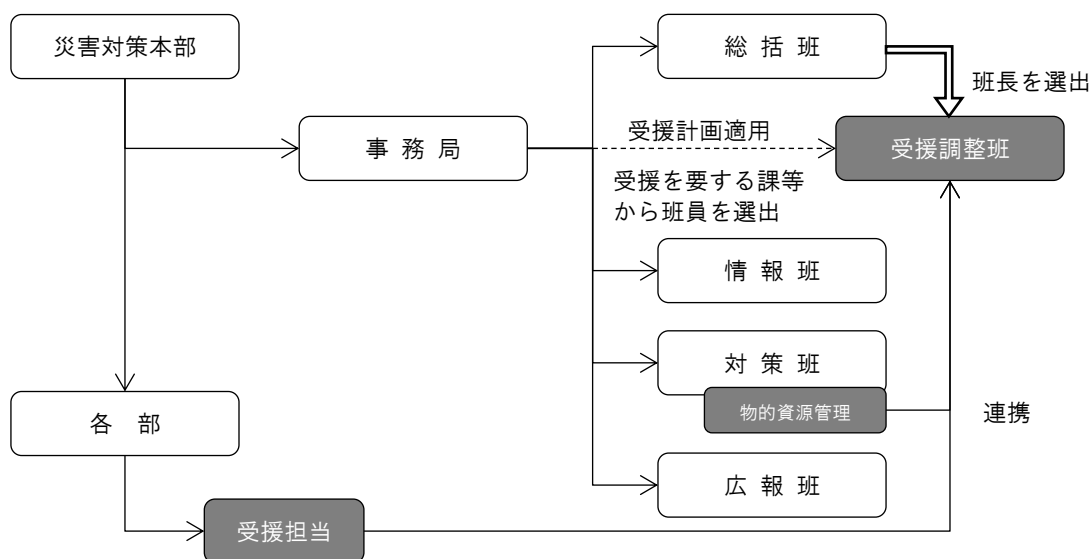 災害対策本部
総 括 班
班長を選出
事 務 局
受援計画適用
受援調整班
受援を要する課等
から班員を選出
情 報 班
対 策 班
物的資源管理
各 部
連携
広 報 班
受援担当